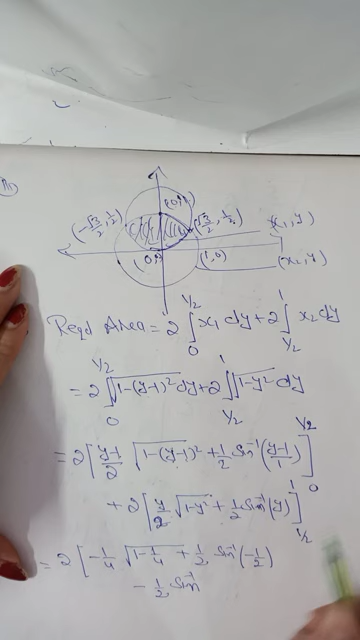 (0,1)
(-√3/2, 1/2) (√3/2, 1/2) (x₁, y)
(0,0) (1,0) (x₂, y)
Reqd Area = 2 ∫₀^{1/2} x₁ dy + 2 ∫_{1/2}^{1} x₂ dy
= 2 ∫₀^{1/2} √(1-(y-1)²) dy + 2 ∫_{1/2}^{1} √(1-y²) dy
= 2 [ (y-1)/2 √(1-(y-1)²) + 1/2 Sin⁻¹((y-1)/1) ]₀^{1/2}
+ 2 [ y/2 √(1-y²) + 1/2 Sin⁻¹(y) ]_{1/2}^{1}
= 2 [ -1/4 √(1-1/4) + 1/2 Sin⁻¹(-1/2)
- 1/2 Sin⁻¹